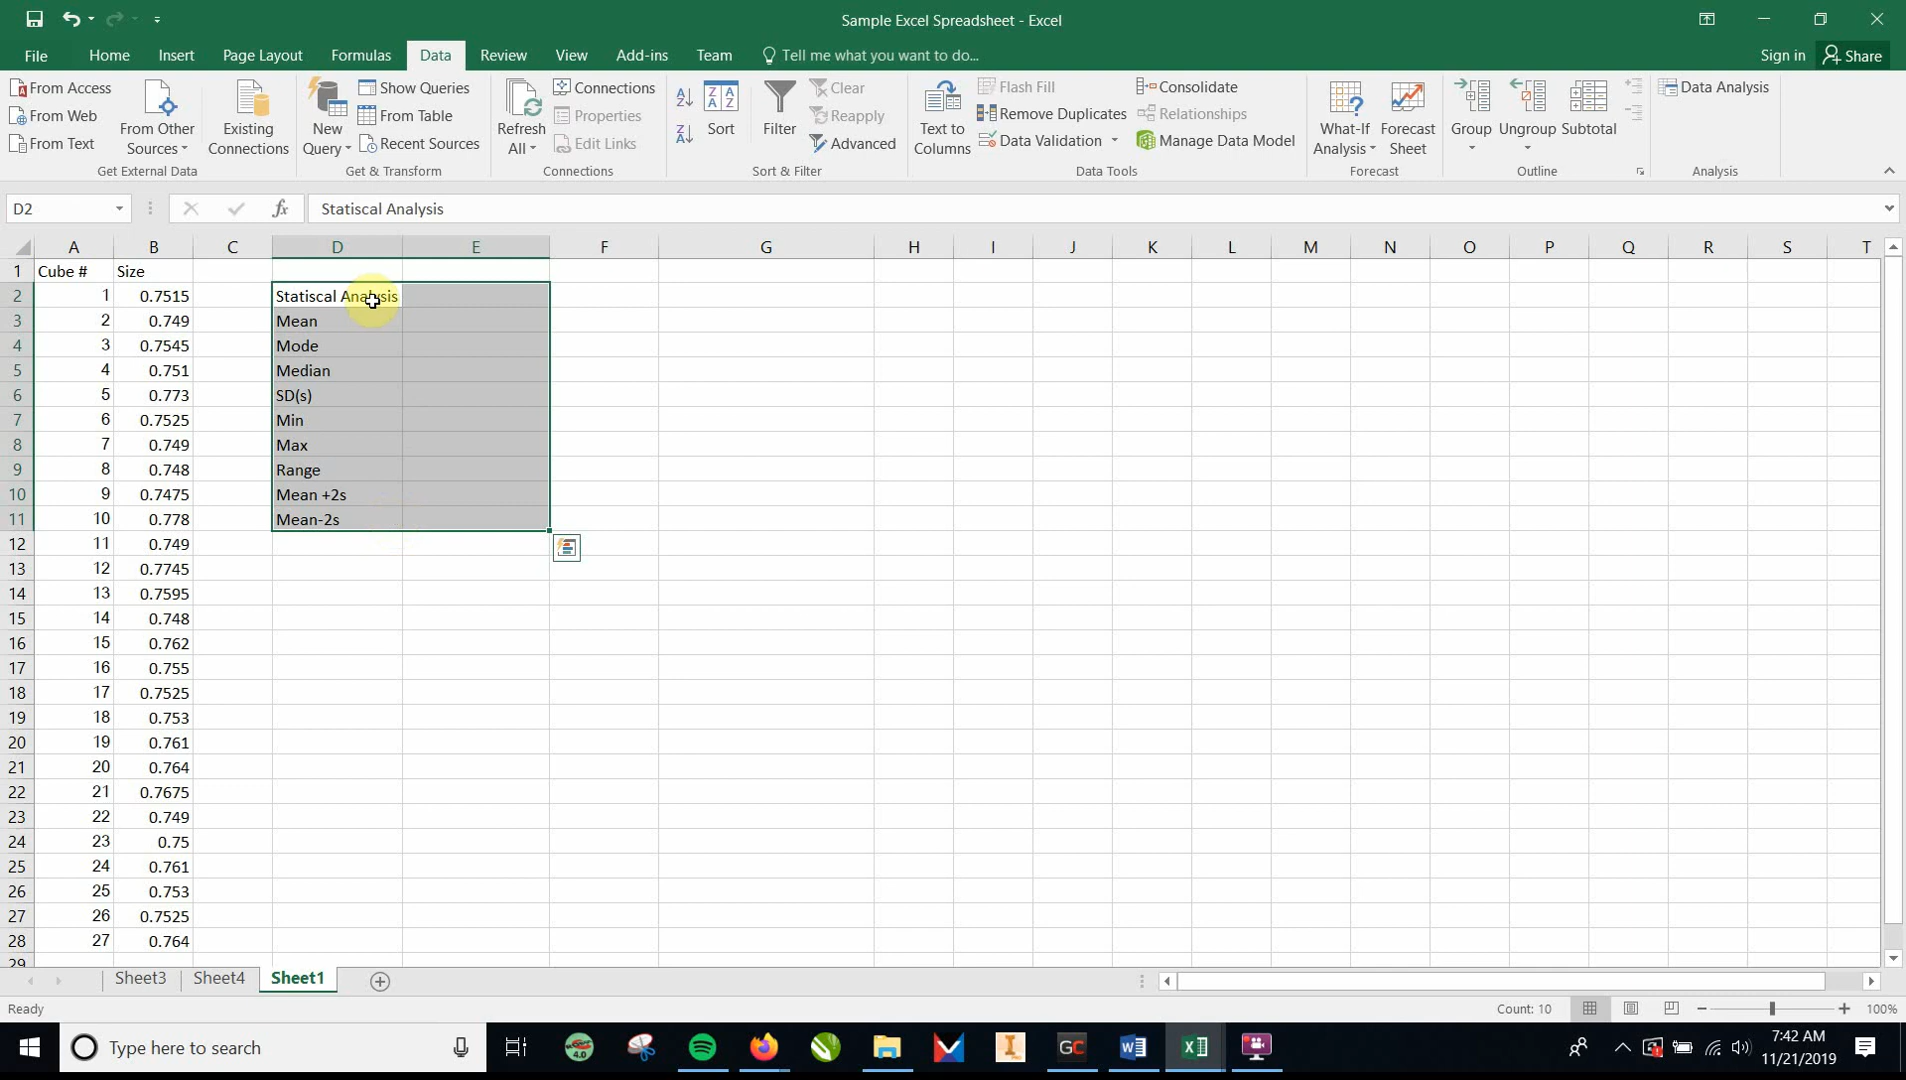 Sample Excel Spreadsheet - Excel
File Home Insert Page Layout Formulas Data Review View Add-ins Team Tell me what you want to do... Sign in Share
From Access
From Web
From Text
From Other Sources
Existing Connections
Get External Data
New Query
Show Queries
From Table
Recent Sources
Get & Transform
Refresh All
Connections
Properties
Edit Links
Connections
Sort
Filter
Clear
Reapply
Advanced
Sort & Filter
Text to Columns
Flash Fill
Remove Duplicates
Data Validation
Consolidate
Relationships
Manage Data Model
Data Tools
What-If Analysis
Forecast Sheet
Forecast
Group
Ungroup
Subtotal
Outline
Data Analysis
Analysis
D2 fx Statiscal Analysis
A B C D E F G H I J K L M N O P Q R S T
1 Cube # Size
2 1 0.7515 Statiscal Analysis
3 2 0.749 Mean
4 3 0.7545 Mode
5 4 0.751 Median
6 5 0.773 SD(s)
7 6 0.7525 Min
8 7 0.749 Max
9 8 0.748 Range
10 9 0.7475 Mean +2s
11 10 0.778 Mean-2s
12 11 0.749
13 12 0.7745
14 13 0.7595
15 14 0.748
16 15 0.762
17 16 0.755
18 17 0.7525
19 18 0.753
20 19 0.761
21 20 0.764
22 21 0.7675
23 22 0.749
24 23 0.75
25 24 0.761
26 25 0.753
27 26 0.7525
28 27 0.764
29
Sheet3 Sheet4 Sheet1
Ready Count: 10 100%
Type here to search
4.0
GC
7:42 AM
11/21/2019